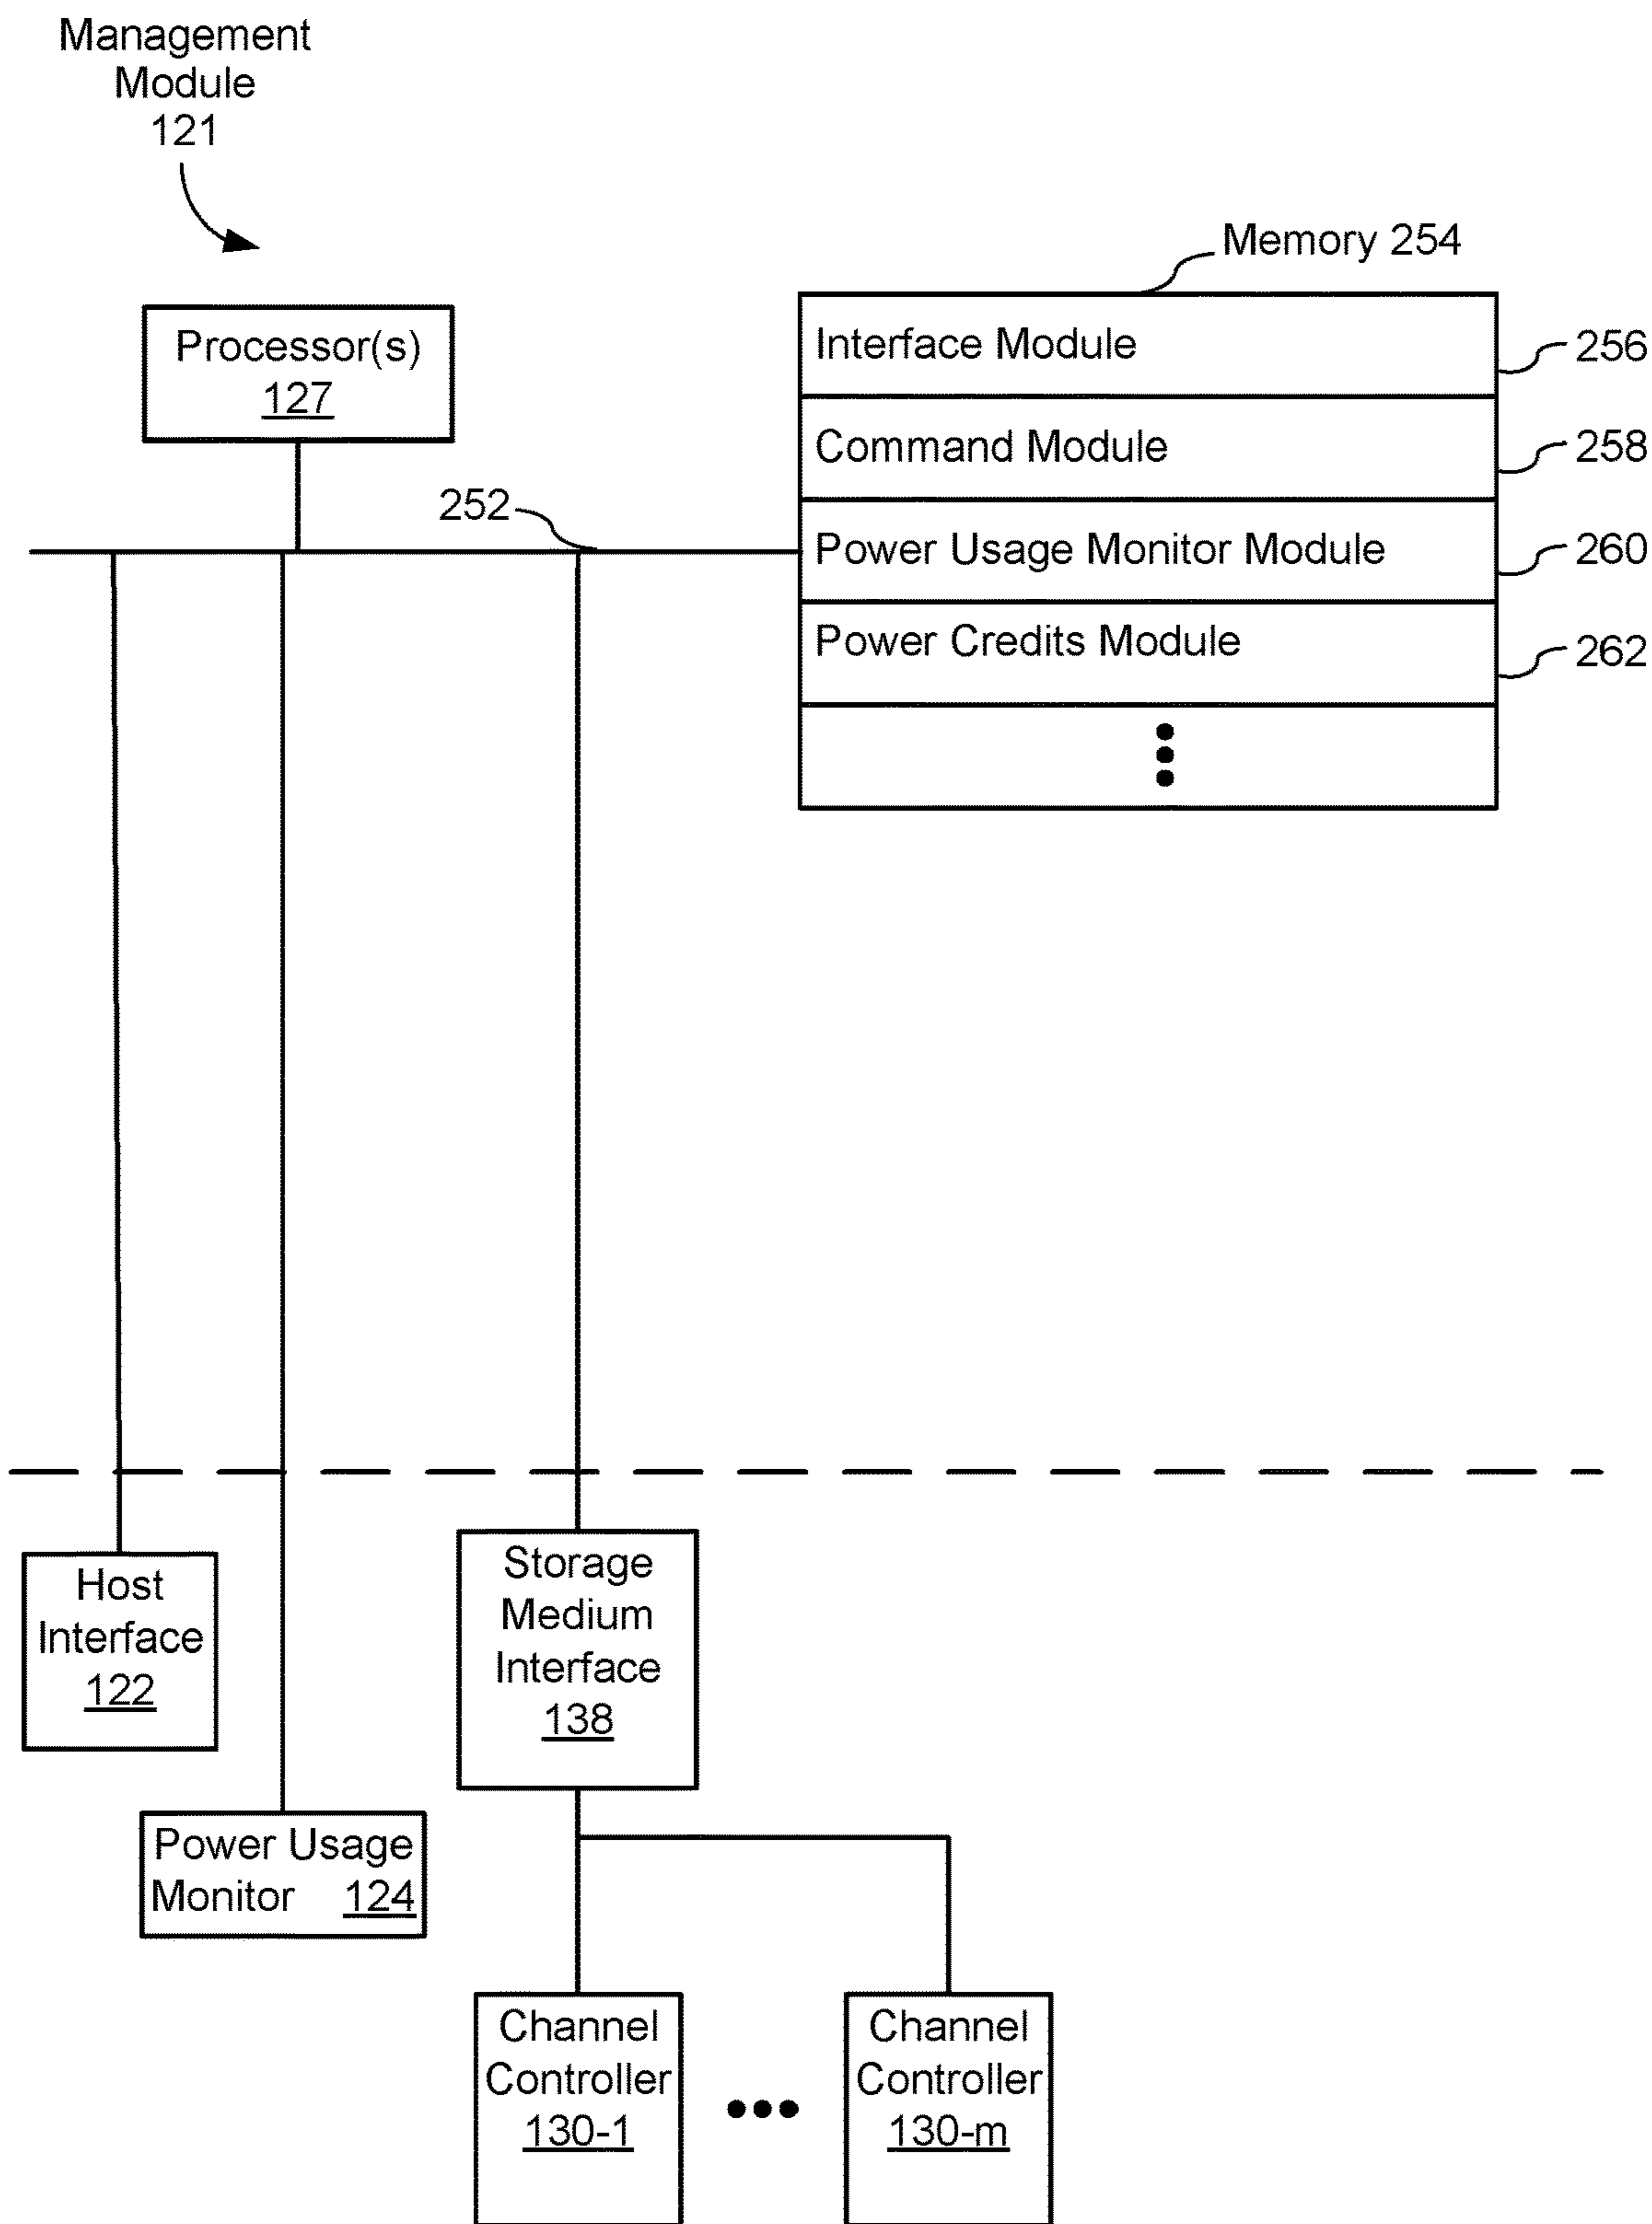 Management
Module
121
Memory 254
Processor(s)
127
Interface Module
256
Command Module
258
252
Power Usage Monitor Module
260
Power Credits Module
262
Host
Interface
122
Storage
Medium
Interface
138
Power Usage
Monitor 124
Channel
Controller
130-1
Channel
Controller
130-m